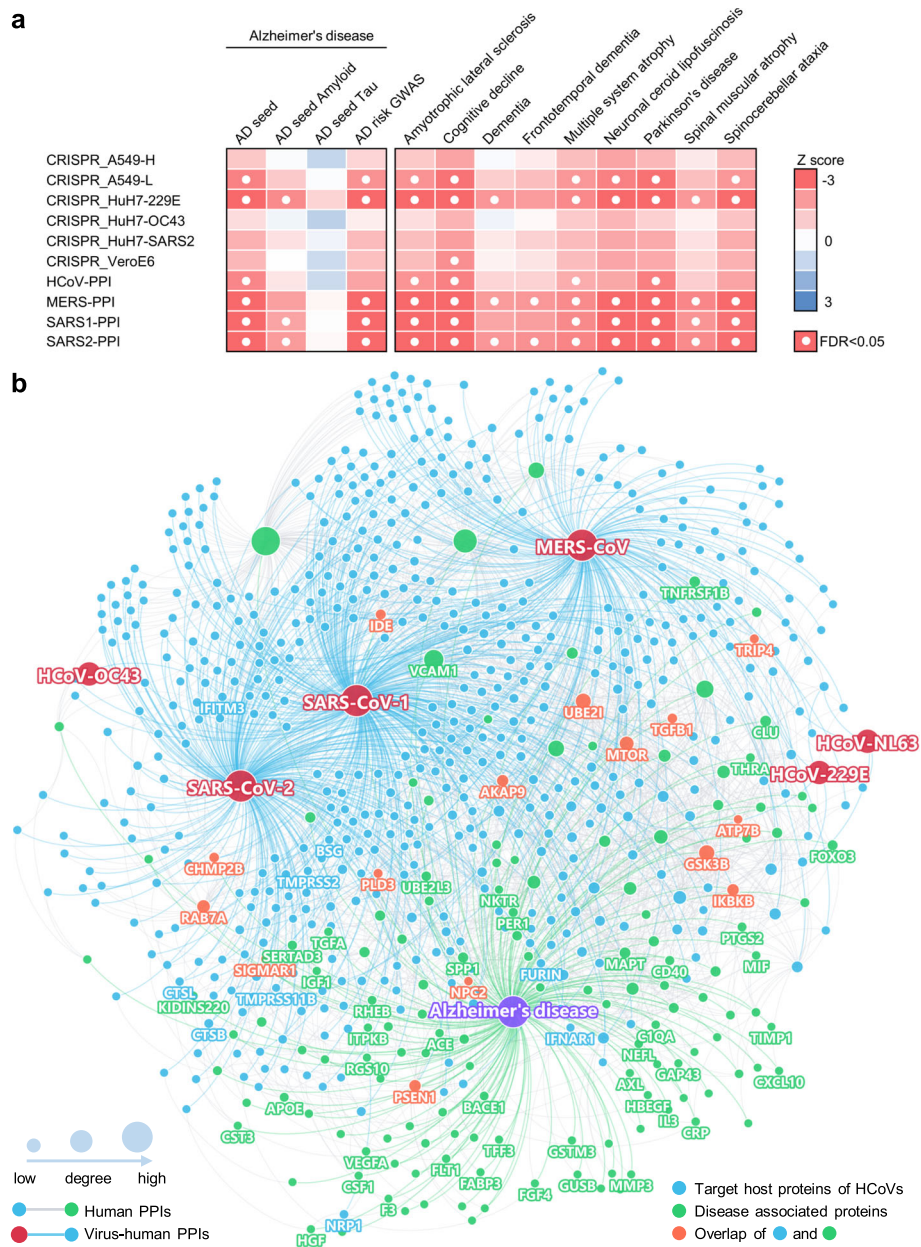 a
Alzheimer's disease
AD seed
AD seed Amyloid
AD seed Tau
AD risk GWAS
Amyotrophic lateral sclerosis
Cognitive decline
Dementia
Frontotemporal dementia
Multiple system atrophy
Neuronal ceroid lipofuscinosis
Parkinson's disease
Spinal muscular atrophy
Spinocerebellar ataxia
CRISPR_A549-H
CRISPR_A549-L
CRISPR_HuH7-229E
CRISPR_HuH7-OC43
CRISPR_HuH7-SARS2
CRISPR_VeroE6
HCoV-PPI
MERS-PPI
SARS1-PPI
SARS2-PPI
Z score
-3
0
3
FDR<0.05
b
MERS-CoV
TNFRSF1B
IDE
TRIP4
VCAM1
HCoV-OC43
SARS-CoV-1
IFITM3
UBE2I
TGFB1
CLU
MTOR
HCoV-NL63
THRA
HCoV-229E
SARS-CoV-2
AKAP9
ATP7B
BSG
FOXO3
GSK3B
CHMP2B
TMPRSS2
PLD3
UBE2L3
IKBKB
NKTR
RAB7A
PER1
PTGS2
TGFA
SERTAD3
MAPT
SIGMAR1
SPP1
FURIN
CD40
MIF
IGF1
CTSL
NPC2
TMPRSS11B
KIDINS220
RHEB
Alzheimer's disease
CTSB
ITPKB
ACE
IFNAR1
C1QA
TIMP1
NEFL
RGS10
GAP43
AXL
CXCL10
PSEN1
APOE
BACE1
HBEGF
IL3
CRP
CST3
TFF3
GSTM3
VEGFA
FLT1
FABP3
CSF1
FGF4
GUSB
MMP3
F3
NRP1
HGF
low
degree
high
Human PPIs
Virus-human PPIs
Target host proteins of HCoVs
Disease associated proteins
Overlap of and